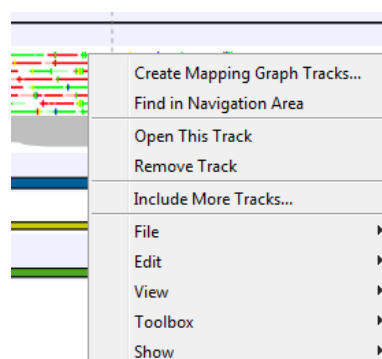 Create Mapping Graph Tracks...
Find in Navigation Area
Open This Track
Remove Track
Include More Tracks...
File
Edit
View
Toolbox
Show